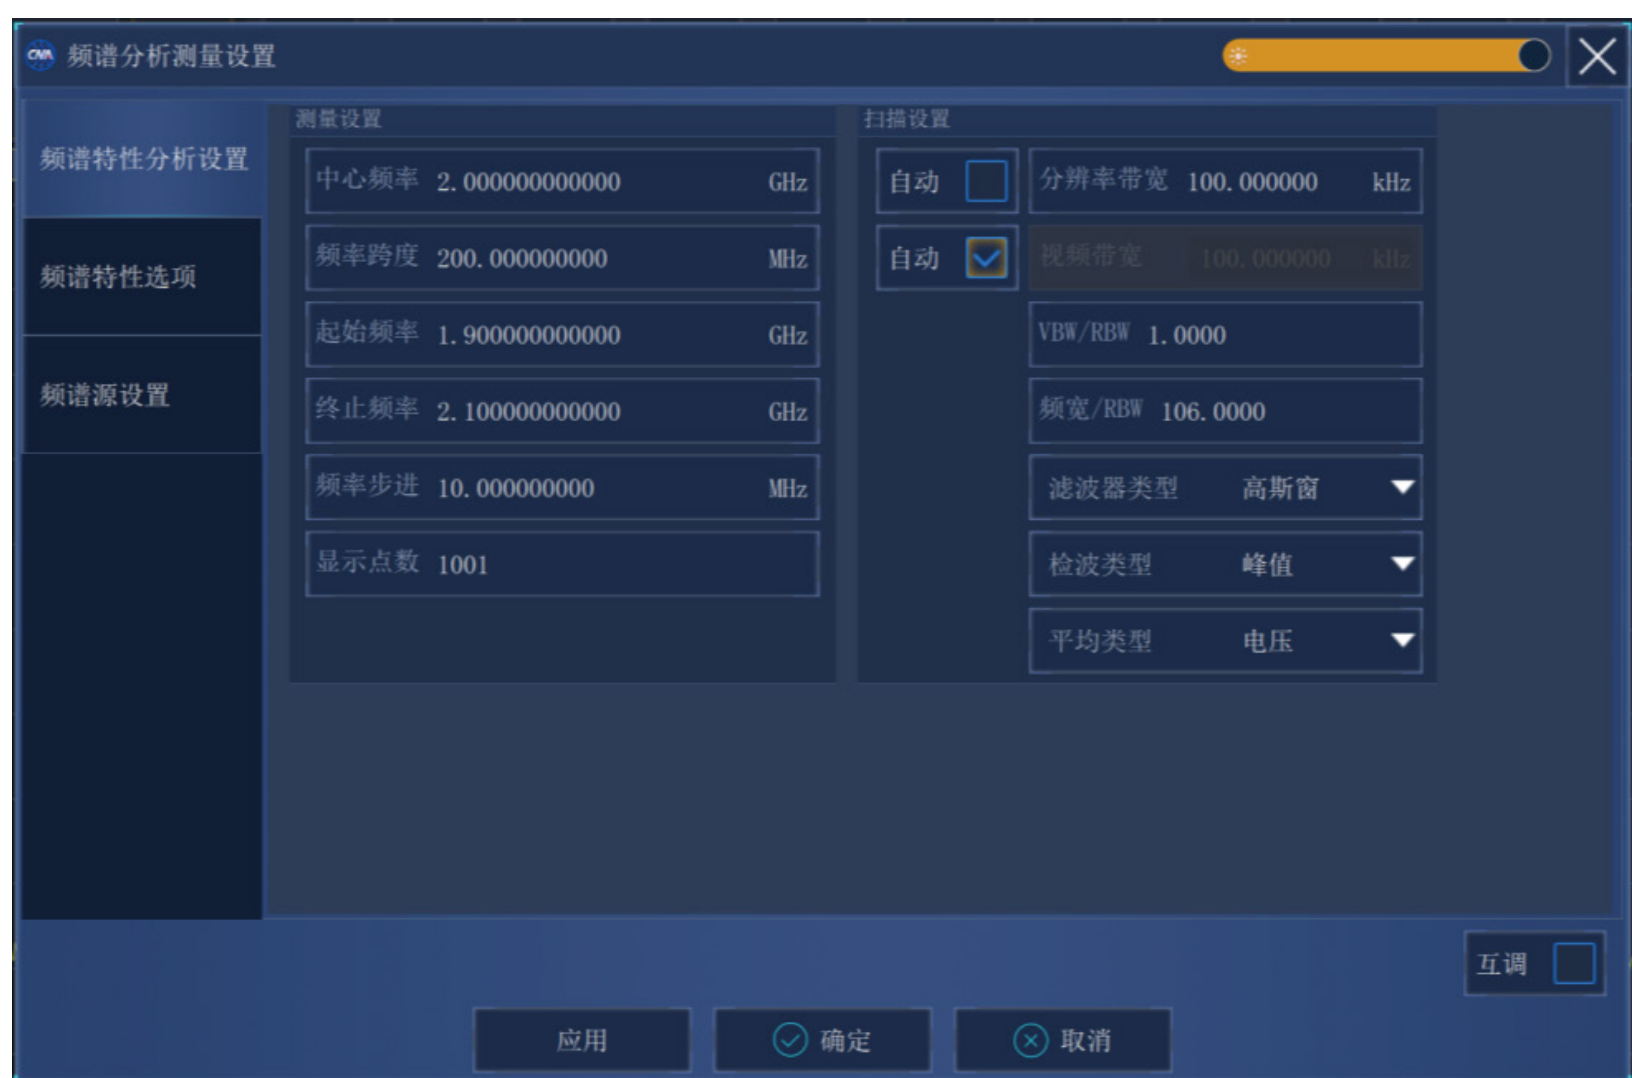 CNA 频谱分析测量设置
频谱特性分析设置
频谱特性选项
频谱源设置
测量设置
中心频率 2.000000000000 GHz
频率跨度 200.000000000 MHz
起始频率 1.900000000000 GHz
终止频率 2.100000000000 GHz
频率步进 10.000000000 MHz
显示点数 1001
扫描设置
自动 分辨率带宽 100.000000 kHz
自动 视频带宽 100.000000 kHz
VBW/RBW 1.0000
频宽/RBW 106.0000
滤波器类型 高斯窗
检波类型 峰值
平均类型 电压
互调
应用 确定 取消